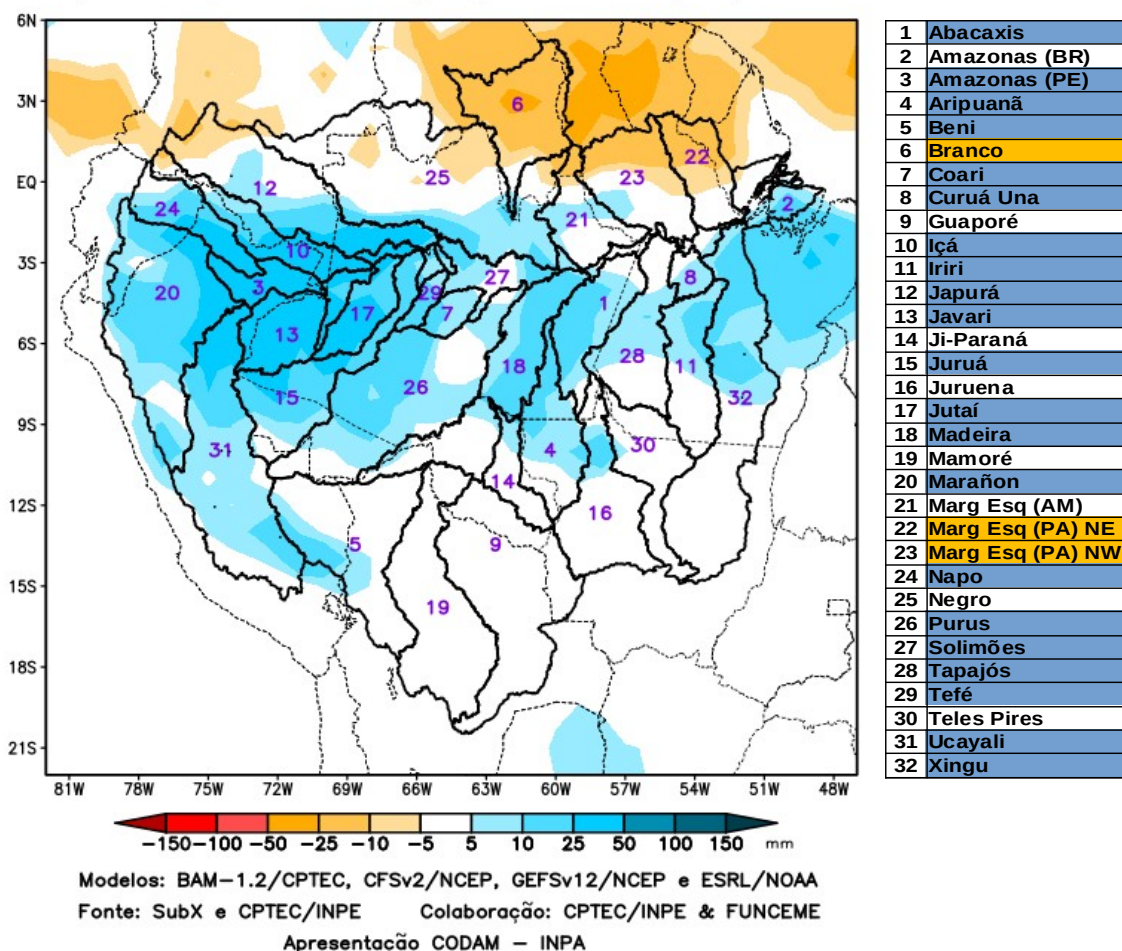 6N
3N
EQ
3S
6S
9S
12S
15S
18S
21S
81W 78W 75W 72W 69W 66W 63W 60W 57W 54W 51W 48W
6
22
23
25
12
24
21
2
10
27
8
3
29
20
1
7
17
13
28
11
18
26
15
32
31
4
30
14
16
5
9
19
1 Abacaxis
2 Amazonas (BR)
3 Amazonas (PE)
4 Aripuanã
5 Beni
6 Branco
7 Coari
8 Curuá Una
9 Guaporé
10 Içá
11 Iriri
12 Japurá
13 Javari
14 Ji-Paraná
15 Juruá
16 Juruena
17 Jutaí
18 Madeira
19 Mamoré
20 Marañon
21 Marg Esq (AM)
22 Marg Esq (PA) NE
23 Marg Esq (PA) NW
24 Napo
25 Negro
26 Purus
27 Solimões
28 Tapajós
29 Tefé
30 Teles Pires
31 Ucayali
32 Xingu
-150 -100 -50 -25 -10 -5 5 10 25 50 100 150 mm
Modelos: BAM-1.2/CPTEC, CFSv2/NCEP, GEFSv12/NCEP e ESRL/NOAA
Fonte: SubX e CPTEC/INPE Colaboração: CPTEC/INPE & FUNCEME
Apresentacão CODAM - INPA